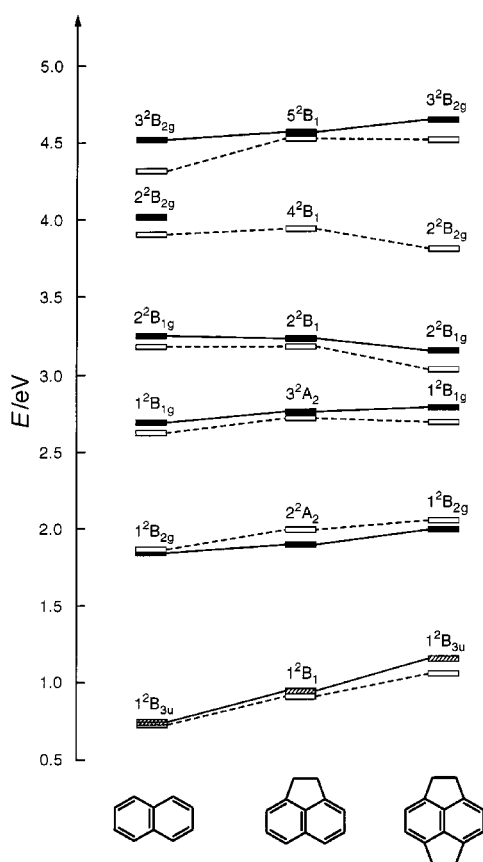 5.0
3²B₂g 5²B₁ 3²B₂g
4.5
2²B₂g 4²B₁
4.0
2²B₂g
3.5
2²B₁g 2²B₁ 2²B₁g
3.0
1²B₁g 3²A₂ 1²B₁g
E/eV
2.5
1²B₂g 2²A₂ 1²B₂g
2.0
1.5
1²B₃u
1²B₁
1.0
1²B₃u
0.5